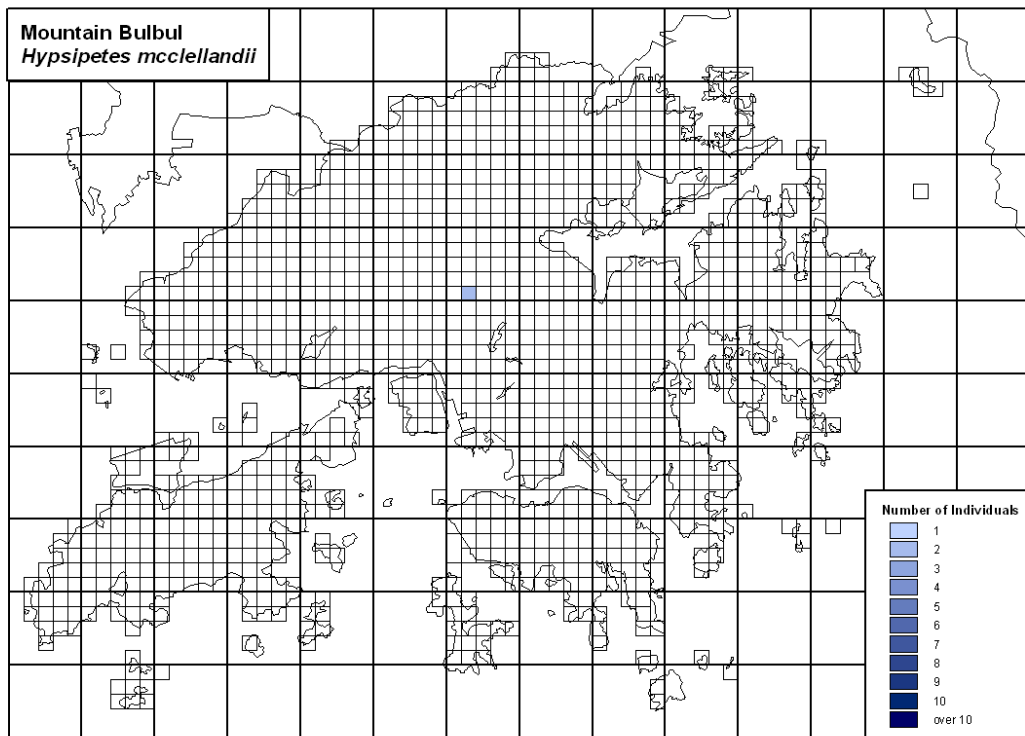 Mountain Bulbul
Hypsipetes mcclellandii
Number of Individuals
1
2
3
4
5
6
7
8
9
10
over 10